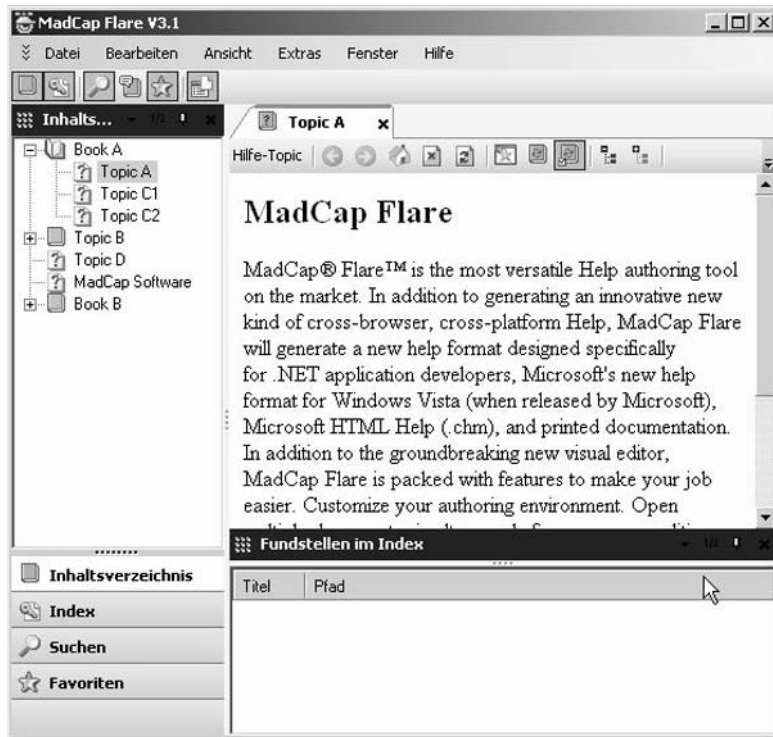 MadCap Flare V3.1
Datei Bearbeiten Ansicht Extras Fenster Hilfe
Inhalts... 1/2
Book A
Topic A
Topic C1
Topic C2
Topic B
Topic D
MadCap Software
Book B
Inhaltsverzeichnis
Index
Suchen
Favoriten
Topic A
Hilfe-Topic
MadCap Flare
MadCap® Flare™ is the most versatile Help authoring tool
on the market. In addition to generating an innovative new
kind of cross-browser, cross-platform Help, MadCap Flare
will generate a new help format designed specifically
for .NET application developers, Microsoft's new help
format for Windows Vista (when released by Microsoft),
Microsoft HTML Help (.chm), and printed documentation.
In addition to the groundbreaking new visual editor,
MadCap Flare is packed with features to make your job
easier. Customize your authoring environment. Open
Fundstellen im Index 1/2
Titel Pfad